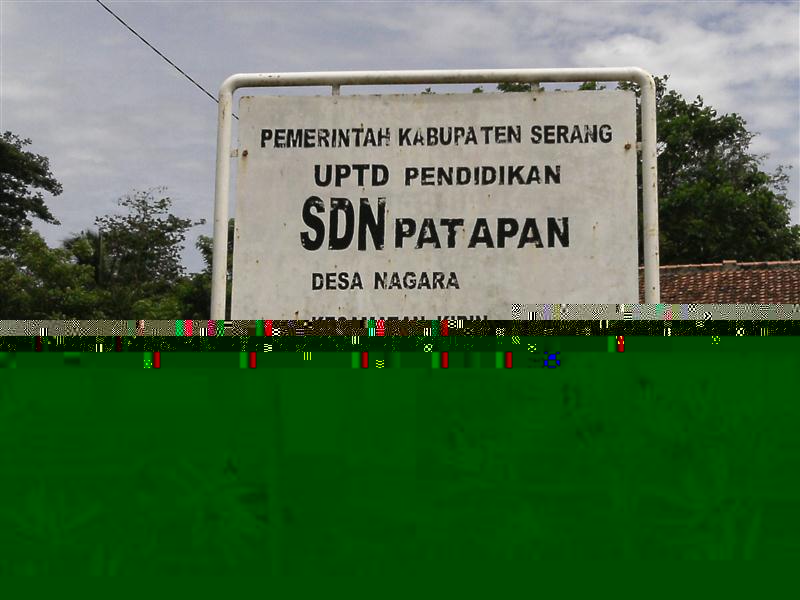 PEMERINTAH KABUPATEN SERANG
UPTD PENDIDIKAN
SDN PATAPAN
DESA NAGARA